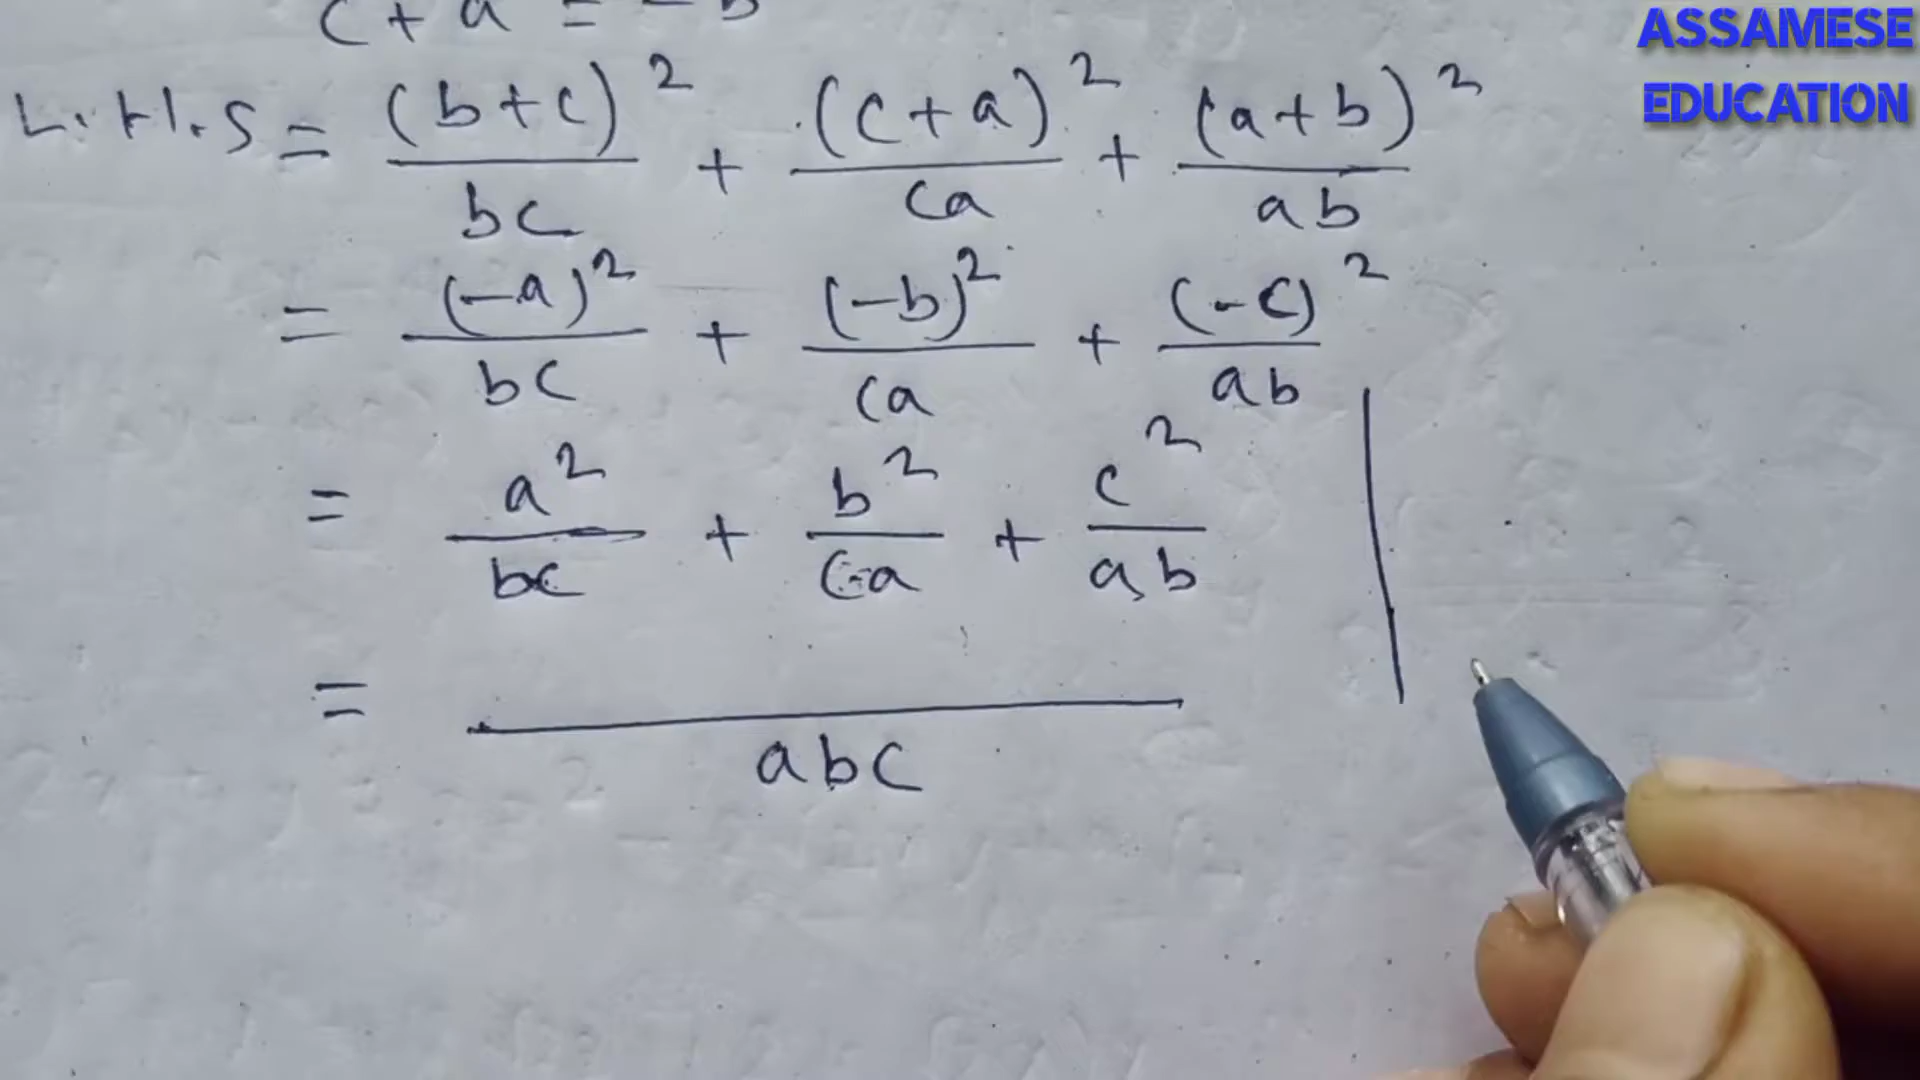 c + a = - b
ASSAMESE
EDUCATION
L.H.S = (b+c)²/bc + (c+a)²/ca + (a+b)²/ab
= (-a)²/bc + (-b)²/ca + (-c)²/ab
= a²/bc + b²/ca + c²/ab
= /abc